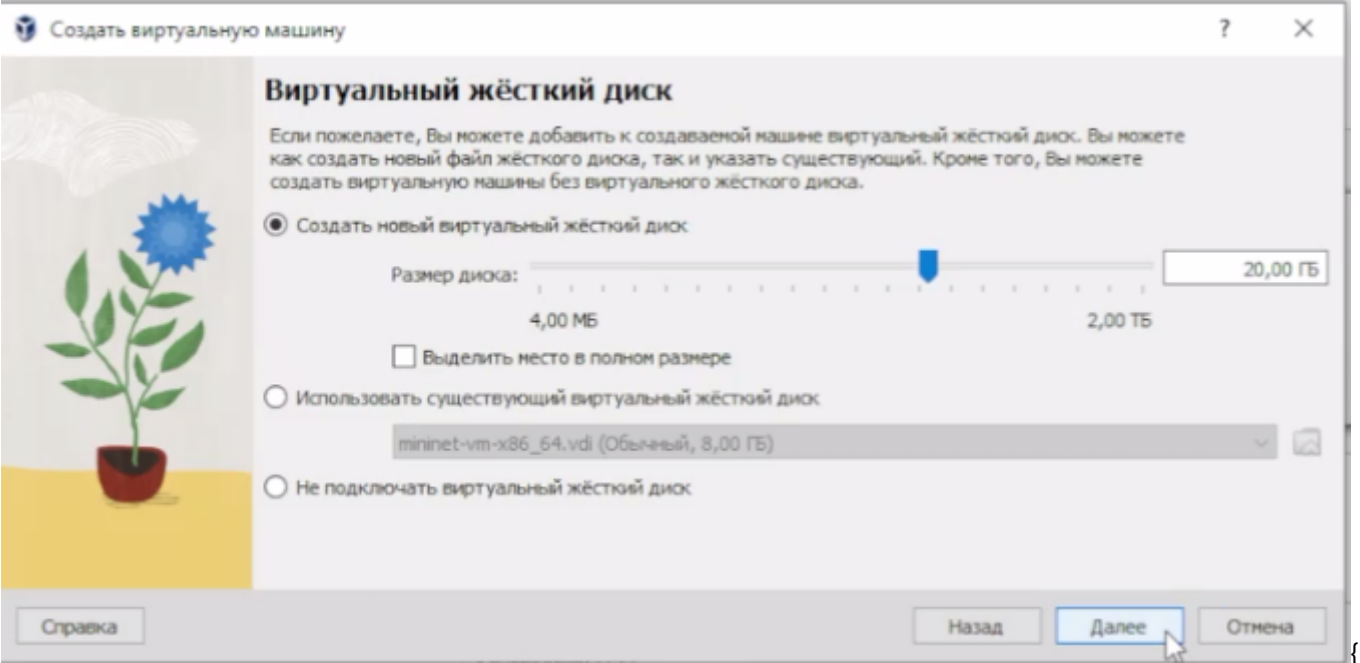 Создать виртуальную машину
?
Виртуальный жёсткий диск
Если пожелаете, Вы можете добавить к создаваемой машине виртуальный жёсткий диск. Вы можете
как создать новый файл жёсткого диска, так и указать существующий. Кроме того, Вы можете
создать виртуальную машины без виртуального жёсткого диска.
Создать новый виртуальный жёсткий диск
Размер диска:
20,00 ГБ
4,00 МБ
2,00 ТБ
Выделить место в полном размере
Использовать существующий виртуальный жёсткий диск
mininet-vm-x86_64.vdi (Обычный, 8,00 ГБ)
Не подключать виртуальный жёсткий диск
Справка
Назад
Далее
Отмена
{